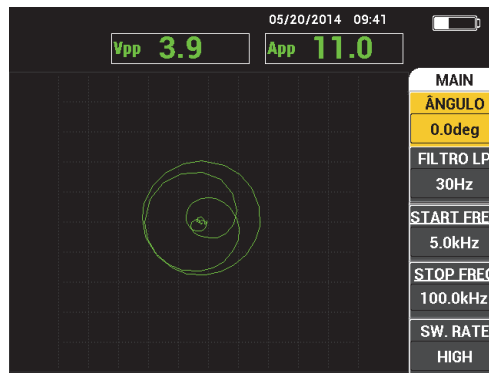 05/20/2014 09:41
Vpp 3.9 App 11.0
MAIN
ÂNGULO
0.0deg
FILTRO LP
30Hz
START FRE
5.0kHz
STOP FREQ
100.0kHz
SW. RATE
HIGH